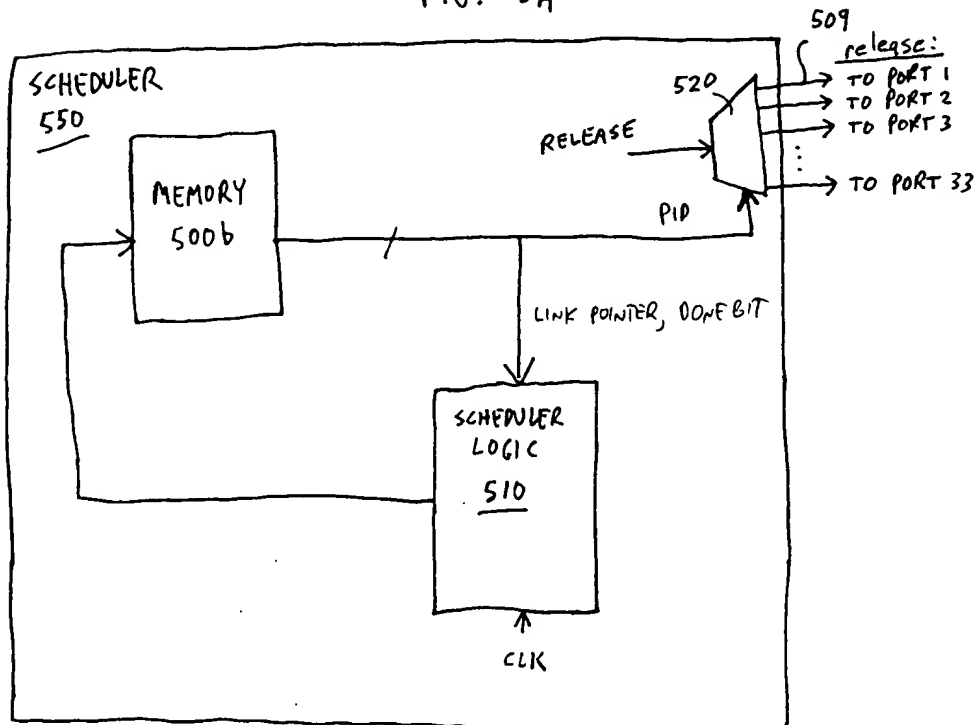 SCHEDULER
550
MEMORY
500b
RELEASE
520
509
release:
TO PORT 1
TO PORT 2
TO PORT 3
TO PORT 33
PID
LINK POINTER, DONE BIT
SCHEDULER
LOGIC
510
CLK